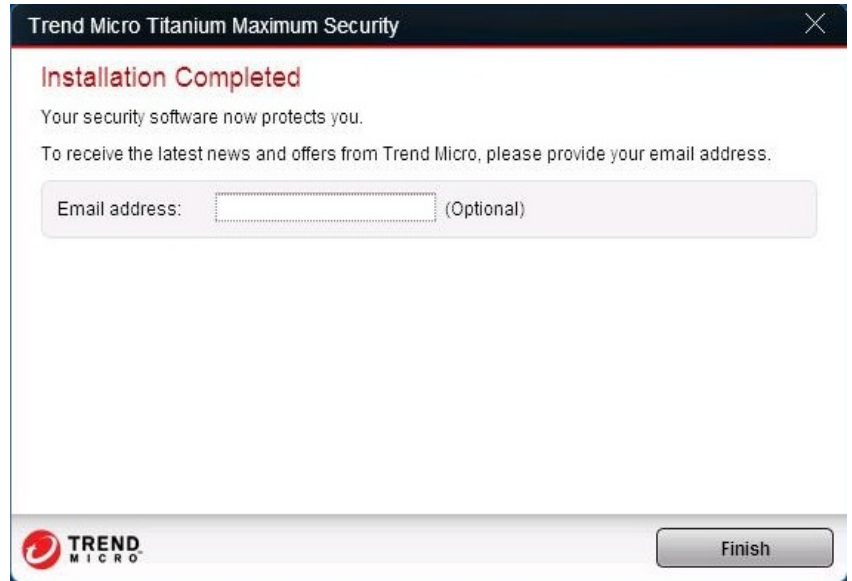 Trend Micro Titanium Maximum Security
Installation Completed
Your security software now protects you.
To receive the latest news and offers from Trend Micro, please provide your email address.
Email address: (Optional)
TREND
MICRO
Finish